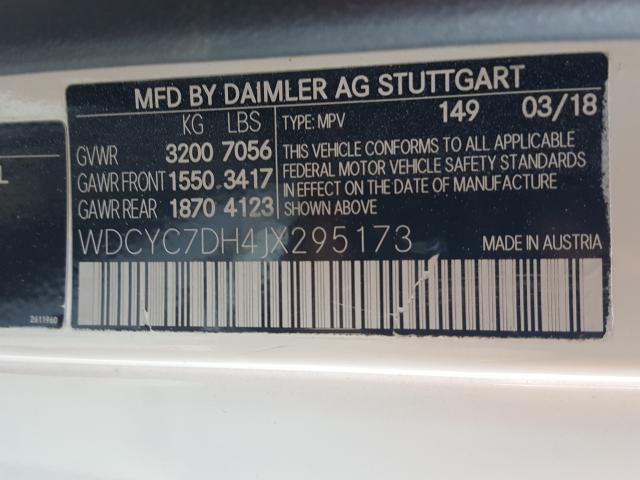 MFD BY DAIMLER AG STUTTGART
KG LBS
GVWR 3200 7056
GAWR FRONT 1550 3417
GAWR REAR 1870 4123
TYPE: MPV 149 03/18
THIS VEHICLE CONFORMS TO ALL APPLICABLE
FEDERAL MOTOR VEHICLE SAFETY STANDARDS
IN EFFECT ON THE DATE OF MANUFACTURE
SHOWN ABOVE
WDCYC7DH4JX295173 MADE IN AUSTRIA
L
2611960